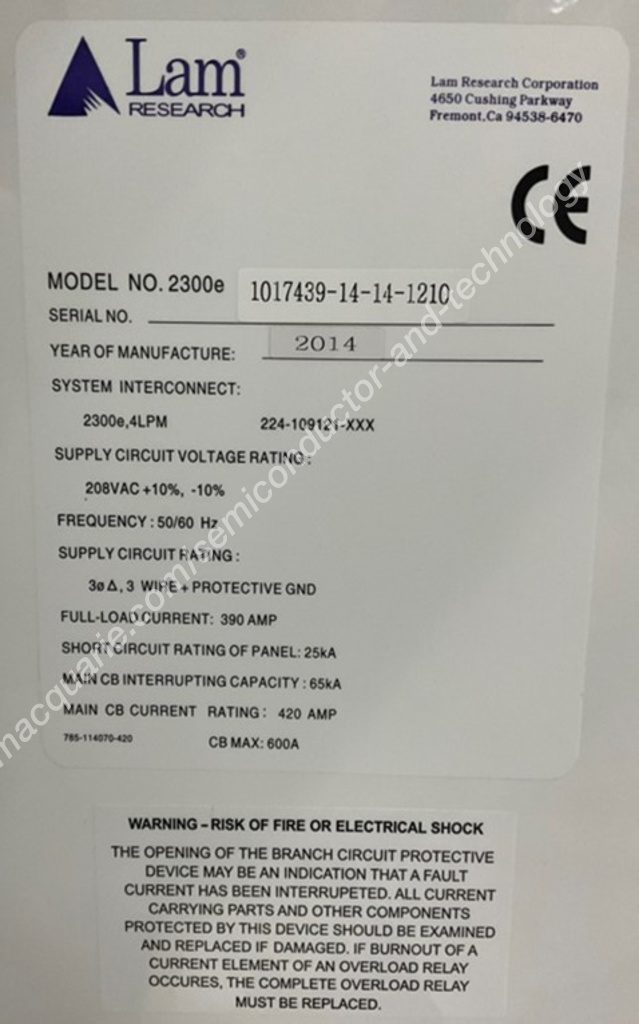 Lam®
RESEARCH
Lam Research Corporation
4650 Cushing Parkway
Fremont,Ca 94538-6470
CE
MODEL NO. 2300e
1017439-14-14-1210
SERIAL NO.
YEAR OF MANUFACTURE: 2014
SYSTEM INTERCONNECT:
2300e,4LPM 224-109121-XXX
SUPPLY CIRCUIT VOLTAGE RATING:
208VAC +10%, -10%
FREQUENCY : 50/60 Hz
SUPPLY CIRCUIT RATING :
3ø Δ, 3 WIRE + PROTECTIVE GND
FULL-LOAD CURRENT: 390 AMP
SHORT CIRCUIT RATING OF PANEL: 25kA
MAIN CB INTERRUPTING CAPACITY : 65kA
MAIN CB CURRENT RATING : 420 AMP
785-114070-420 CB MAX: 600A
macquarie.com/semiconductor-and-technology
WARNING – RISK OF FIRE OR ELECTRICAL SHOCK
THE OPENING OF THE BRANCH CIRCUIT PROTECTIVE
DEVICE MAY BE AN INDICATION THAT A FAULT
CURRENT HAS BEEN INTERRUPETED. ALL CURRENT
CARRYING PARTS AND OTHER COMPONENTS
PROTECTED BY THIS DEVICE SHOULD BE EXAMINED
AND REPLACED IF DAMAGED. IF BURNOUT OF A
CURRENT ELEMENT OF AN OVERLOAD RELAY
OCCURES, THE COMPLETE OVERLOAD RELAY
MUST BE REPLACED.